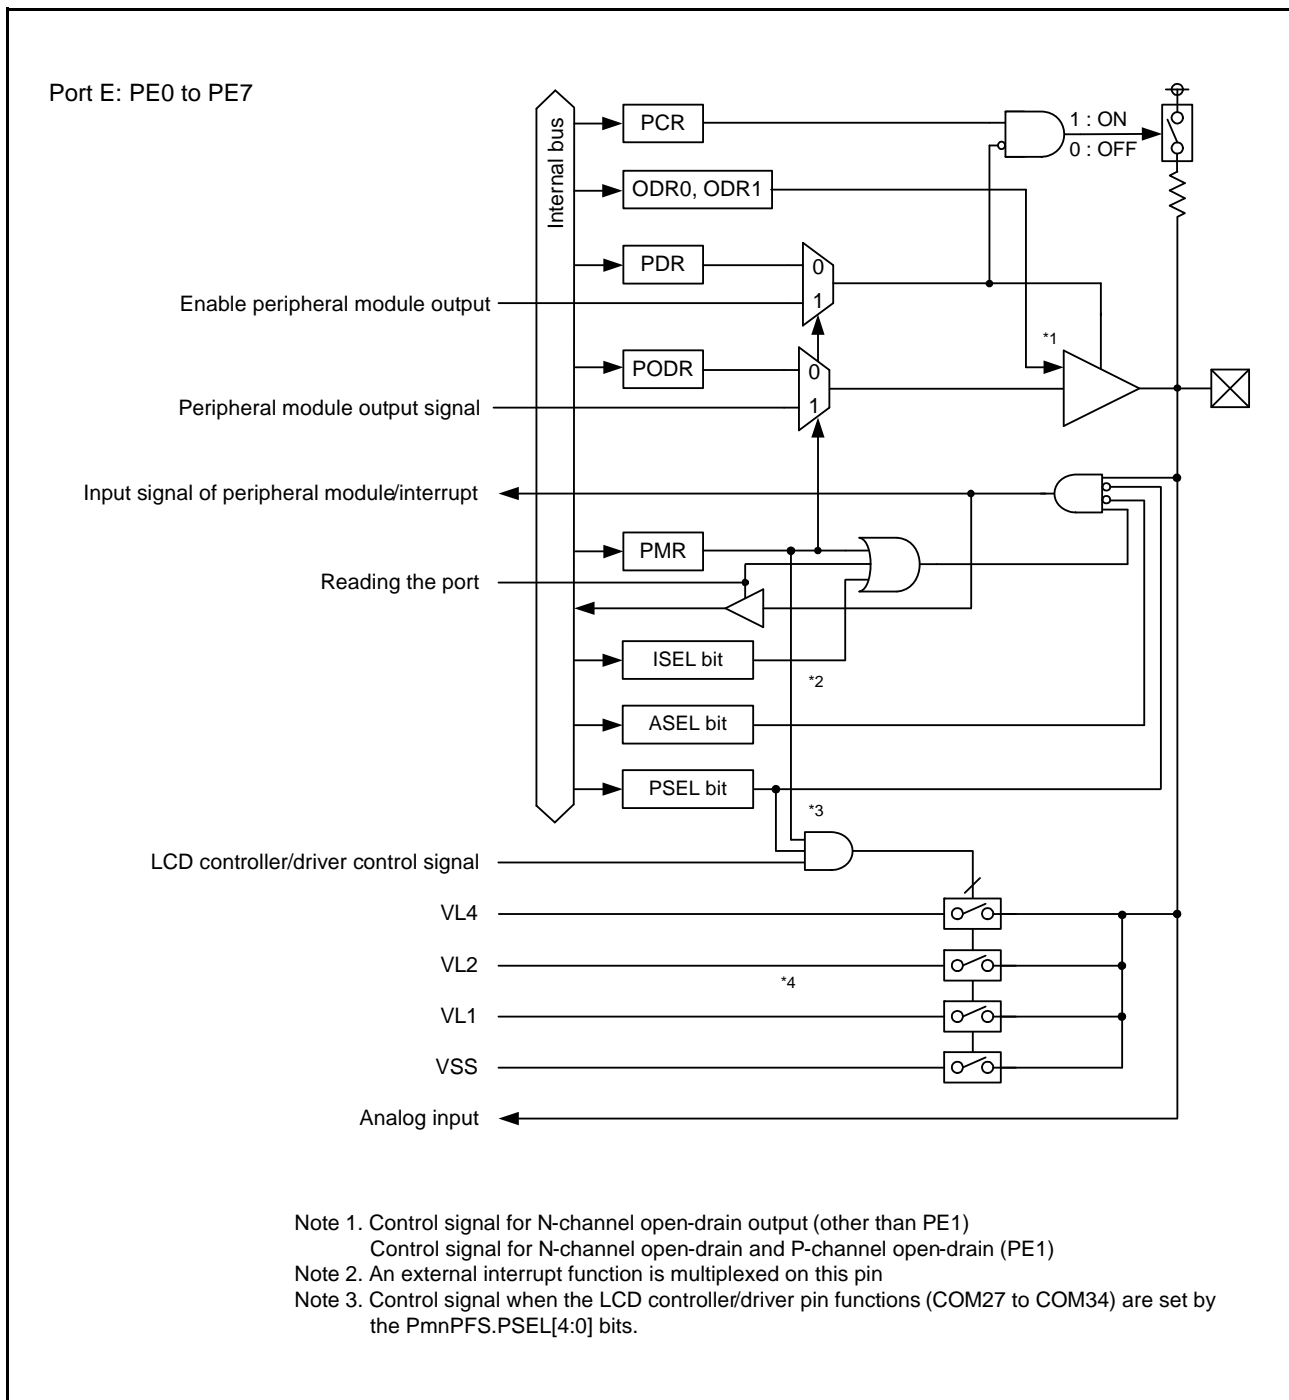 Port E: PE0 to PE7
Internal bus
PCR
1 : ON
0 : OFF
ODR0, ODR1
PDR
0
Enable peripheral module output
1
*1
PODR
0
Peripheral module output signal
1
Input signal of peripheral module/interrupt
PMR
Reading the port
ISEL bit
*2
ASEL bit
PSEL bit
*3
LCD controller/driver control signal
VL4
VL2
*4
VL1
VSS
Analog input
Note 1. Control signal for N-channel open-drain output (other than PE1)
Control signal for N-channel open-drain and P-channel open-drain (PE1)
Note 2. An external interrupt function is multiplexed on this pin
Note 3. Control signal when the LCD controller/driver pin functions (COM27 to COM34) are set by
the PmnPFS.PSEL[4:0] bits.